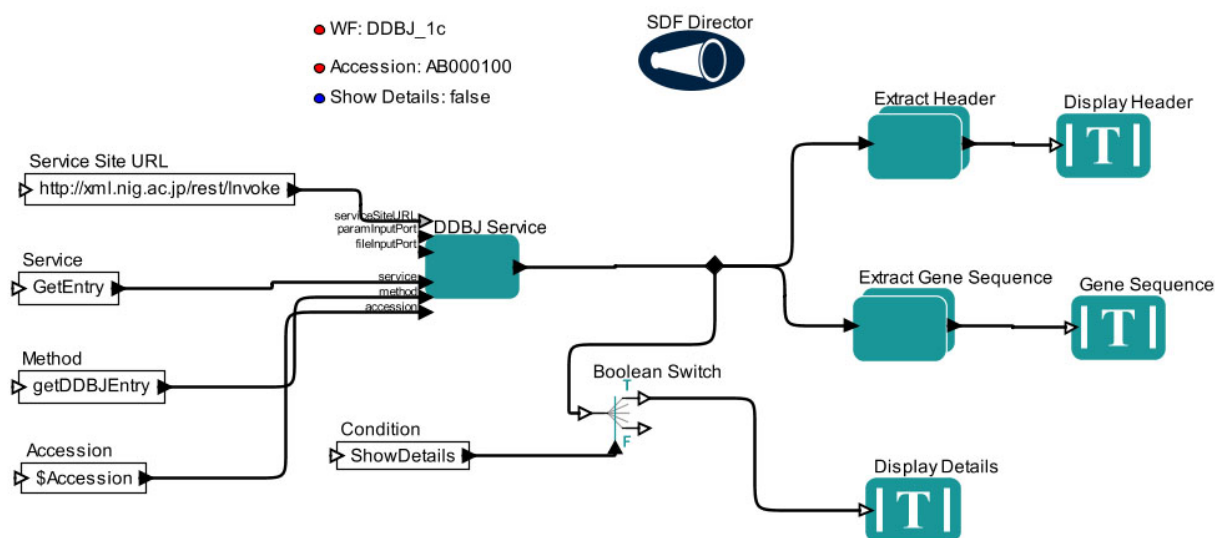 WF: DDBJ_1c
SDF Director
Accession: AB000100
Show Details: false
Extract Header
Display Header
T
Service Site URL
http://xml.nig.ac.jp/rest/Invoke
serviceSiteURL
paramInputPort
DDBJ Service
fileInputPort
Service
GetEntry
service
method
accession
Extract Gene Sequence
Gene Sequence
T
Method
getDDBJEntry
Boolean Switch
T
F
Condition
ShowDetails
Accession
$Accession
Display Details
T